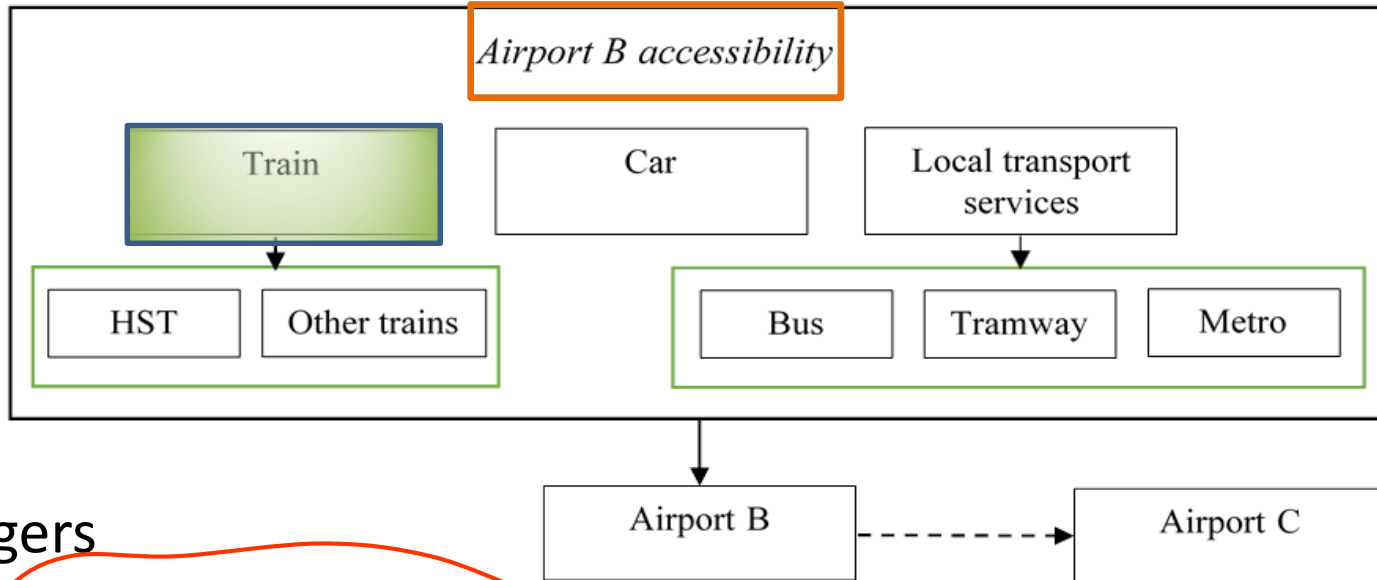 Airport B accessibility
Train
Car
Local transport
services
HST
Other trains
Bus
Tramway
Metro
Airport B
Airport C
gers